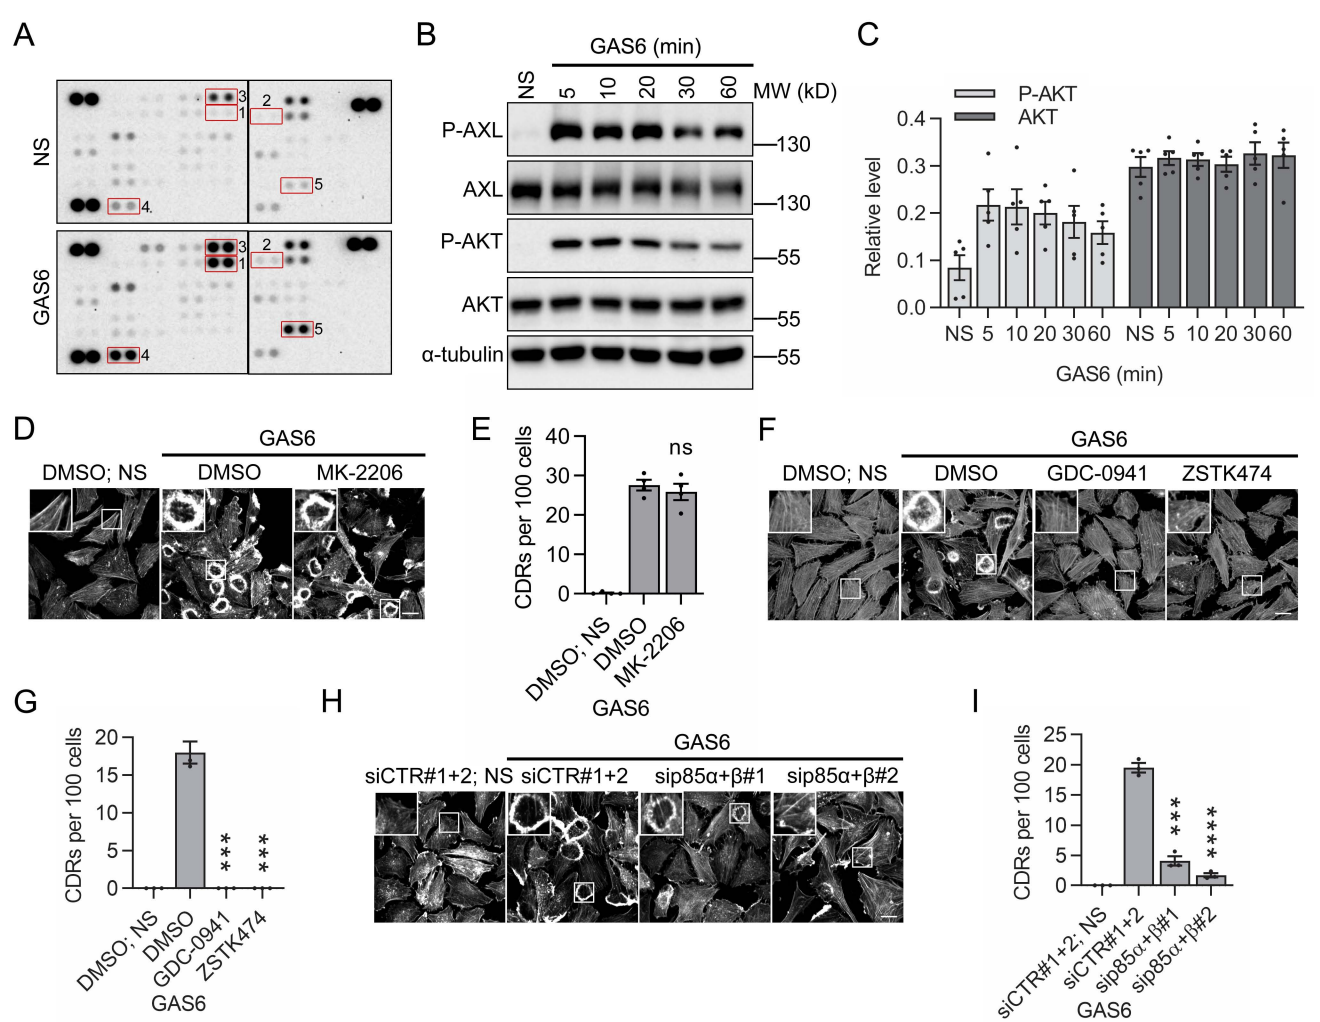 A
NS
3
1
2
4
5
GAS6
3
1
2
4
5
B
GAS6 (min)
NS 5 10 20 30 60 MW (kD)
P-AXL
130
AXL
130
P-AKT
55
AKT
55
α-tubulin
55
C
P-AKT
AKT
Relative level
0.4
0.3
0.2
0.1
0.0
NS 5 10 20 30 60 NS 5 10 20 30 60
GAS6 (min)
D
GAS6
DMSO; NS DMSO MK-2206
E
CDRs per 100 cells
40
30
20
10
0
ns
DMSO; NS
DMSO
MK-2206
GAS6
F
GAS6
DMSO; NS DMSO GDC-0941 ZSTK474
G
CDRs per 100 cells
20
15
10
5
0
***
***
DMSO; NS
DMSO
GDC-0941
ZSTK474
GAS6
H
GAS6
siCTR#1+2; NS siCTR#1+2 sip85α+β#1 sip85α+β#2
I
CDRs per 100 cells
25
20
15
10
5
0
***
****
siCTR#1+2; NS
siCTR#1+2
sip85α+β#1
sip85α+β#2
GAS6